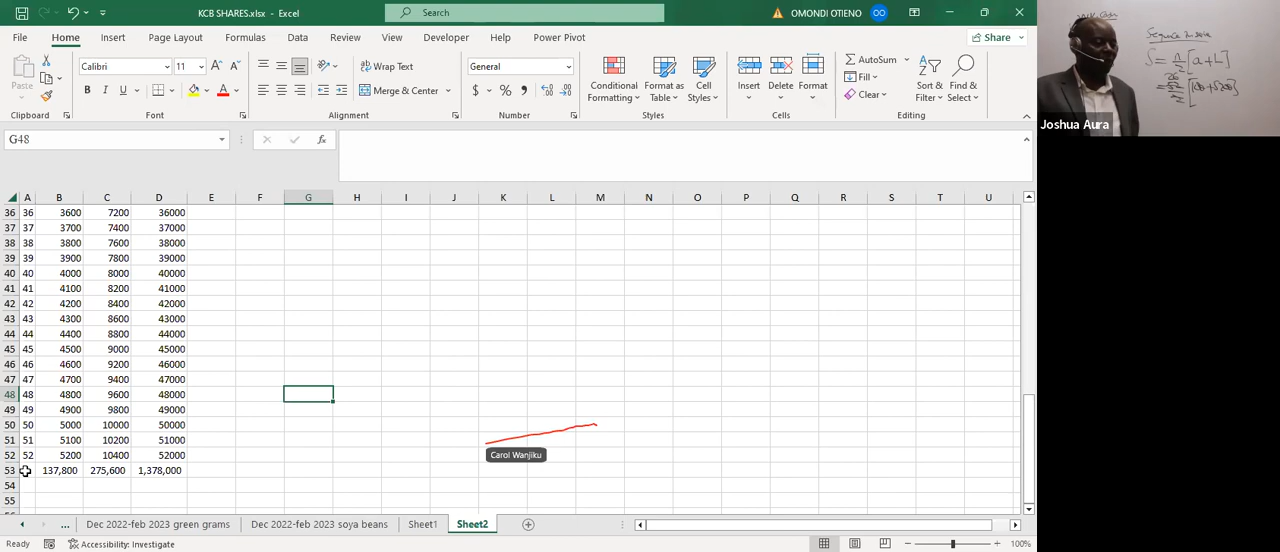 KCB SHARES.xlsx - Excel
Search
OMONDI OTIENO OO
File Home Insert Page Layout Formulas Data Review View Developer Help Power Pivot
Share
Paste
Clipboard
Calibri 11
B I U
Font
Wrap Text
Merge & Center
Alignment
General
$ % ,
Number
Conditional Formatting
Format as Table
Cell Styles
Styles
Insert Delete Format
Cells
AutoSum
Fill
Clear
Sort & Filter
Find & Select
Editing
G48
fx
A B C D E F G H I J K L M N O P Q R S T U
36 36 3600 7200 36000
37 37 3700 7400 37000
38 38 3800 7600 38000
39 39 3900 7800 39000
40 40 4000 8000 40000
41 41 4100 8200 41000
42 42 4200 8400 42000
43 43 4300 8600 43000
44 44 4400 8800 44000
45 45 4500 9000 45000
46 46 4600 9200 46000
47 47 4700 9400 47000
48 48 4800 9600 48000
49 49 4900 9800 49000
50 50 5000 10000 50000
51 51 5100 10200 51000
52 52 5200 10400 52000
53 137,800 275,600 1,378,000
54
55
Carol Wanjiku
... Dec 2022-feb 2023 green grams Dec 2022-feb 2023 soya beans Sheet1 Sheet2
Ready Accessibility: Investigate 100%
S = n/2 [a + L]
Joshua Aura